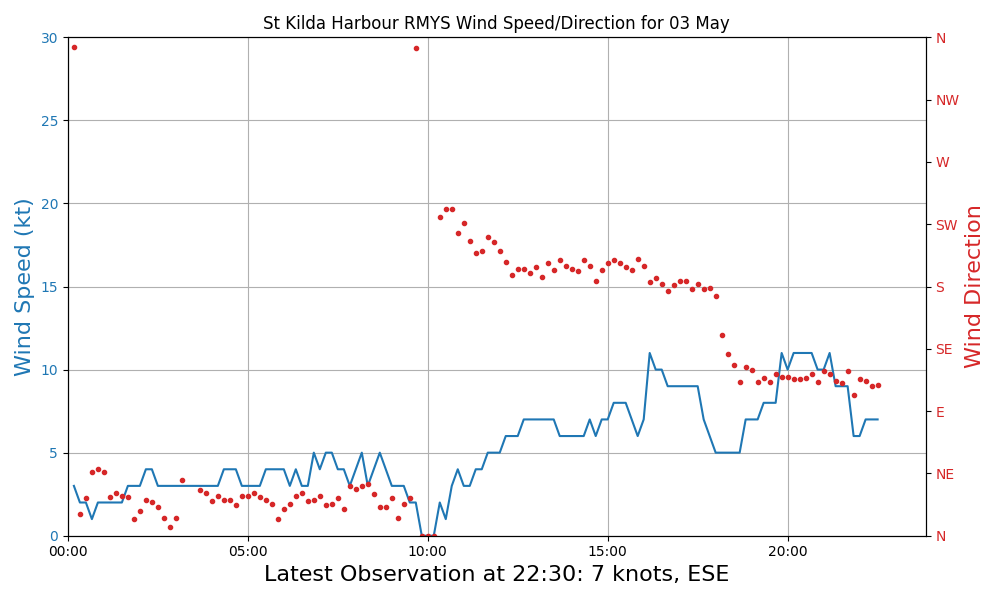 St Kilda Harbour RMYS Wind Speed/Direction for 03 May
30
25
20
15
10
5
0
Wind Speed (kt)
N
NW
W
SW
S
SE
E
NE
N
Wind Direction
00:00 05:00 10:00 15:00 20:00
Latest Observation at 22:30: 7 knots, ESE